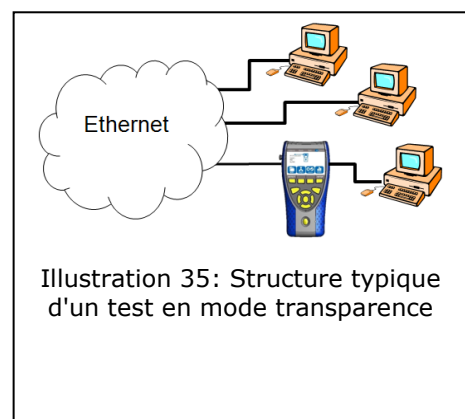 Ethernet
Illustration 35: Structure typique
d'un test en mode transparence